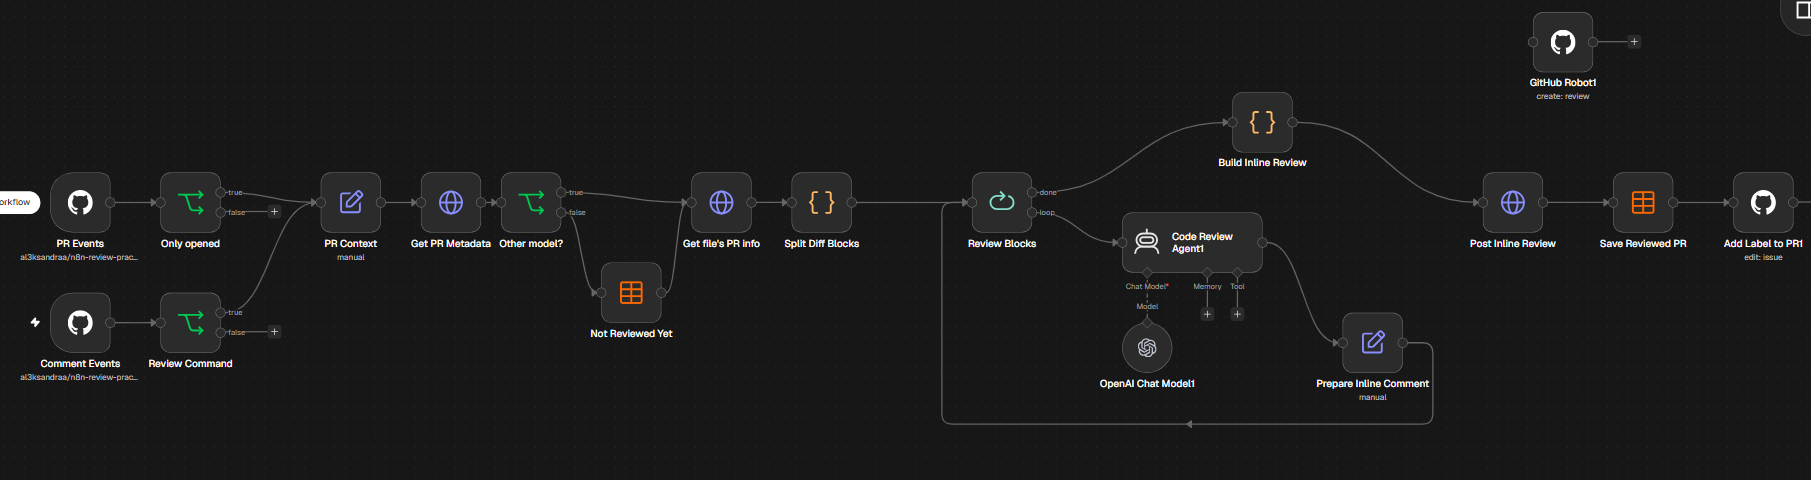 GitHub Robot1
create: review
Build Inline Review
orkflow
PR Events
al3ksandraa/n8n-review-prac...
true
false
Only opened
PR Context
manual
Get PR Metadata
true
false
Other model?
Not Reviewed Yet
Get file's PR info
Split Diff Blocks
done
loop
Review Blocks
Code Review
Agent1
Chat Model*
Memory
Tool
Model
OpenAI Chat Model1
Prepare Inline Comment
manual
Post Inline Review
Save Reviewed PR
Add Label to PR1
edit: issue
Comment Events
al3ksandraa/n8n-review-prac...
true
false
Review Command